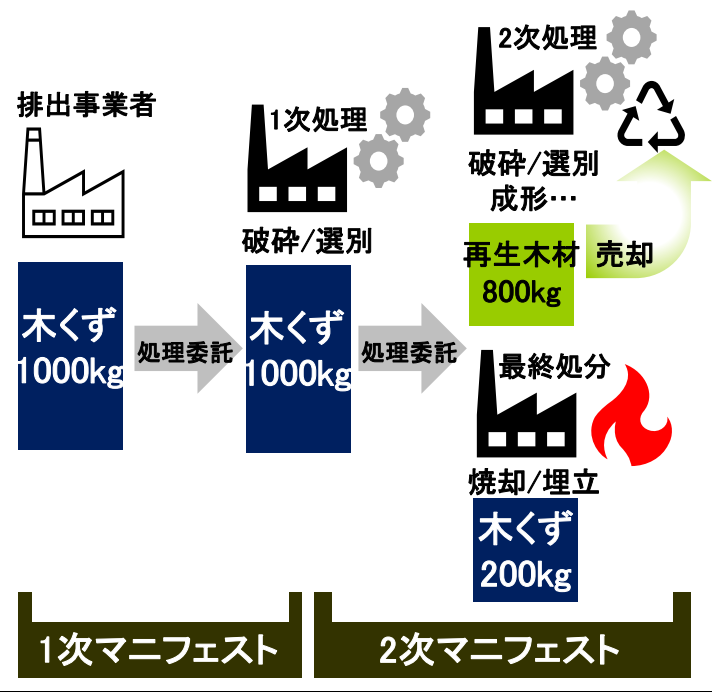 排出事業者
木くず
1000kg
処理委託
1次処理
破砕/選別
木くず
1000kg
処理委託
2次処理
破砕/選別
成形…
再生木材
800kg
売却
最終処分
焼却/埋立
木くず
200kg
1次マニフェスト
2次マニフェスト